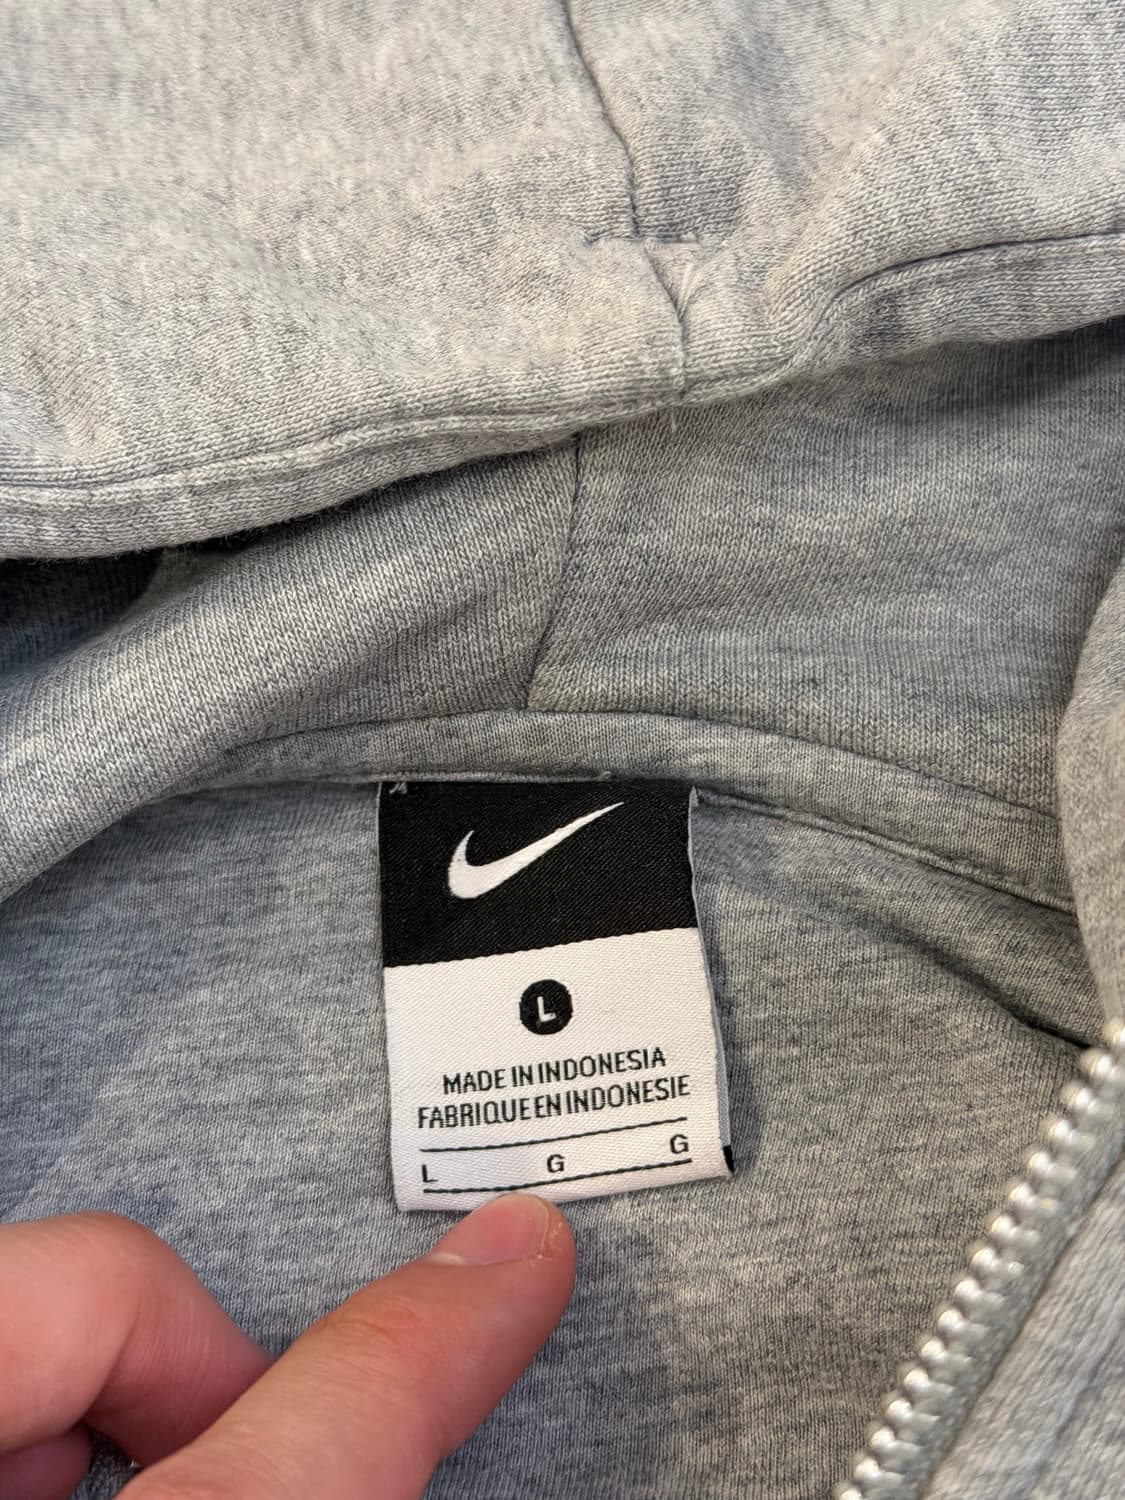 L
MADE IN INDONESIA
FABRIQUE EN INDONESIE
L G G